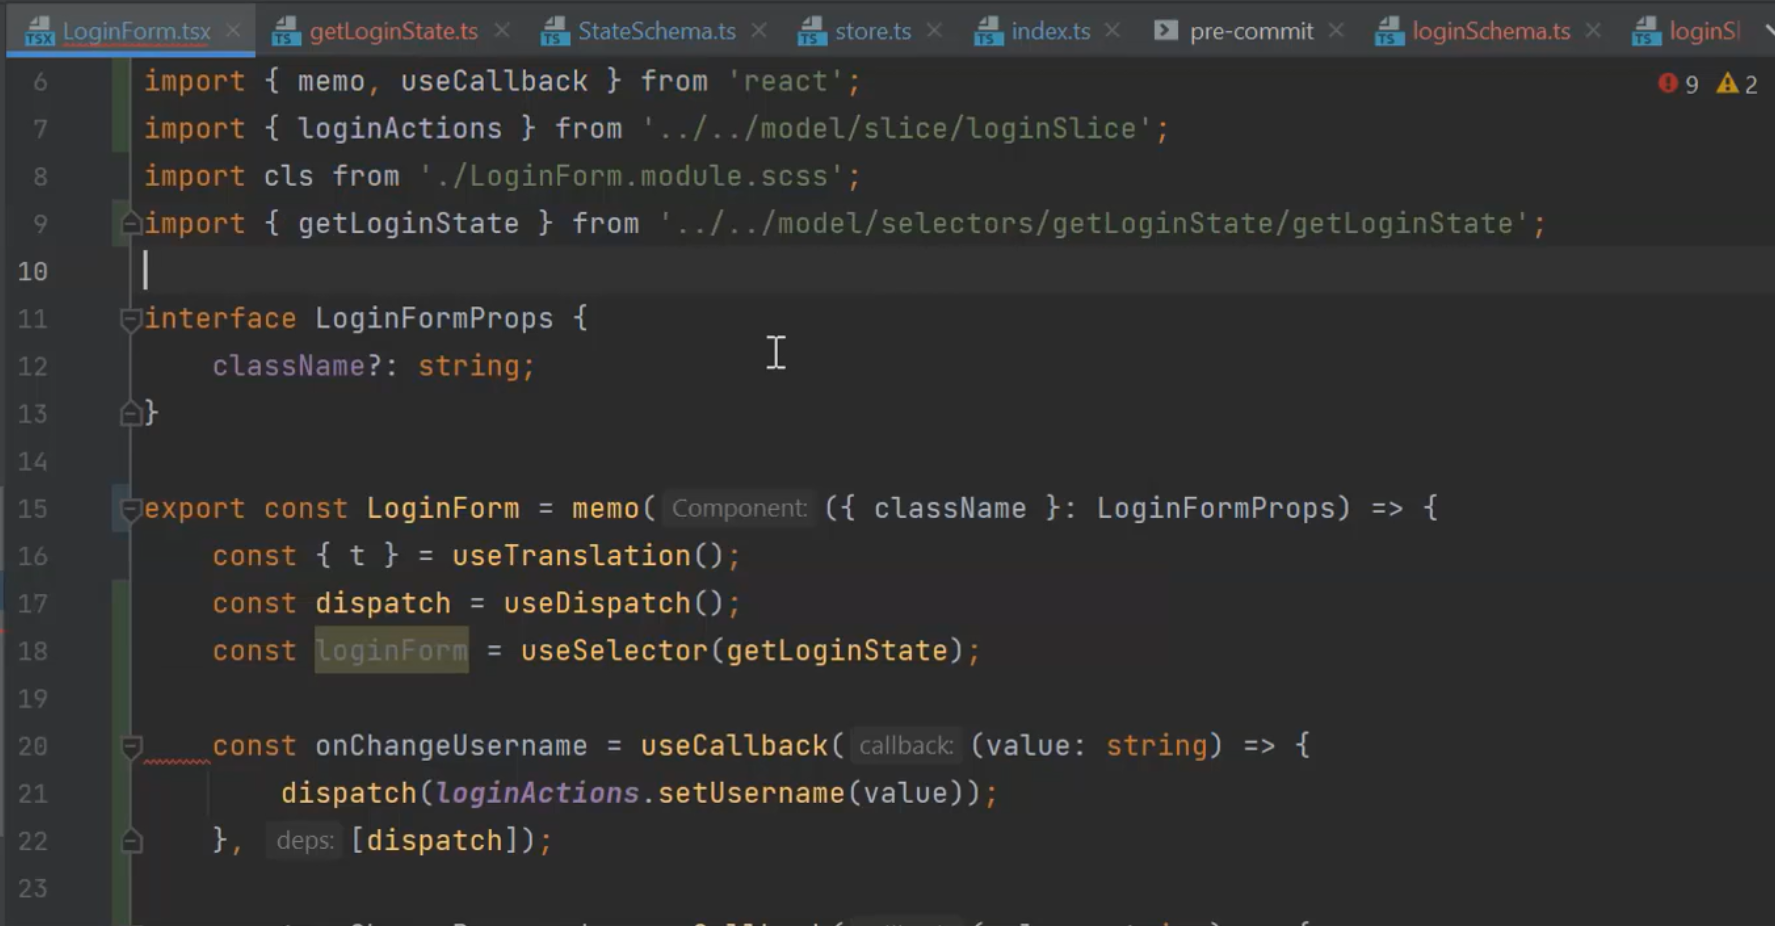 LoginForm.tsx getLoginState.ts StateSchema.ts store.ts index.ts pre-commit loginSchema.ts loginSl
6 import { memo, useCallback } from 'react';
9 2
7 import { loginActions } from '../../model/slice/loginSlice';
8 import cls from './LoginForm.module.scss';
9 import { getLoginState } from '../../model/selectors/getLoginState/getLoginState';
10
11 interface LoginFormProps {
12 className?: string;
13 }
14
15 export const LoginForm = memo( Component: ({ className }: LoginFormProps) => {
16 const { t } = useTranslation();
17 const dispatch = useDispatch();
18 const loginForm = useSelector(getLoginState);
19
20 const onChangeUsername = useCallback( callback: (value: string) => {
21 dispatch(loginActions.setUsername(value));
22 }, deps: [dispatch]);
23